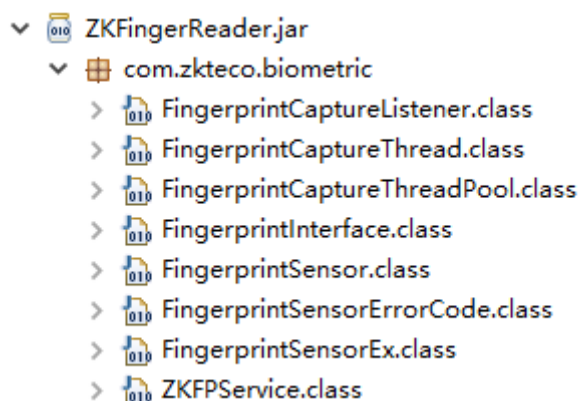 ZKFingerReader.jar
com.zkteco.biometric
FingerprintCaptureListener.class
FingerprintCaptureThread.class
FingerprintCaptureThreadPool.class
FingerprintInterface.class
FingerprintSensor.class
FingerprintSensorErrorCode.class
FingerprintSensorEx.class
ZKFPService.class